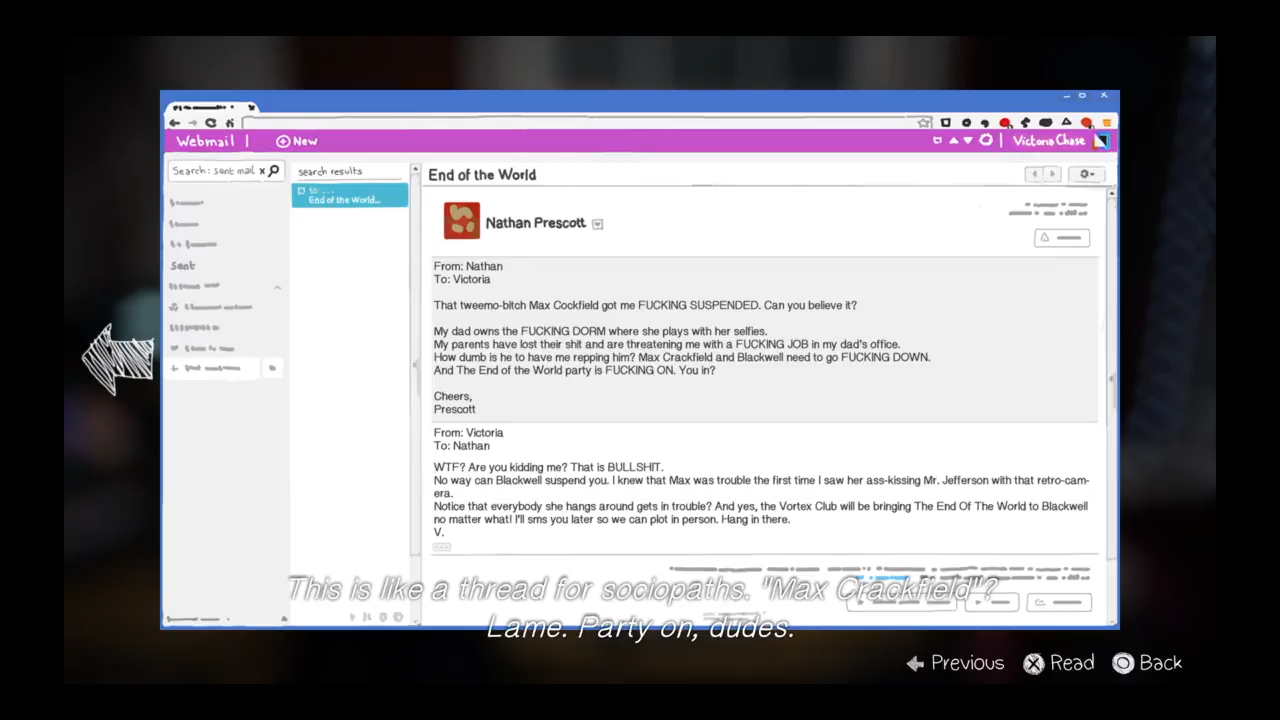 Webmail |
New
Victoria Chase
Search: sent mail x
search results
End of the World
to: ...
End of the World...
Nathan Prescott
Sent
From: Nathan
To: Victoria
That tweemo-bitch Max Cockfield got me FUCKING SUSPENDED. Can you believe it?
My dad owns the FUCKING DORM where she plays with her selfies.
My parents have lost their shit and are threatening me with a FUCKING JOB in my dad's office.
How dumb is he to have me repping him? Max Crackfield and Blackwell need to go FUCKING DOWN.
And The End of the World party is FUCKING ON. You in?
Cheers,
Prescott
From: Victoria
To: Nathan
WTF? Are you kidding me? That is BULLSHIT.
No way can Blackwell suspend you. I knew that Max was trouble the first time I saw her ass-kissing Mr. Jefferson with that retro-cam-
era.
Notice that everybody she hangs around gets in trouble? And yes, the Vortex Club will be bringing The End Of The World to Blackwell
no matter what! I'll sms you later so we can plot in person. Hang in there.
V.
This is like a thread for sociopaths. "Max Crackfield"?
Lame. Party on, dudes.
Previous
Read
Back